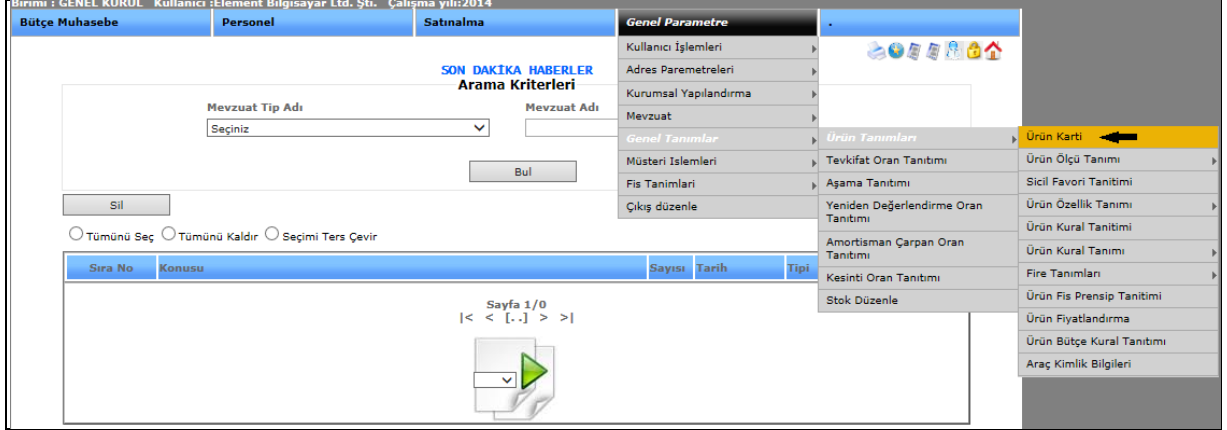 Birimi : GENEL KURUL Kullanici :Element Bilgisayar Ltd. Şti. Çalışma yılı:2014
Bütçe Muhasebe Personel Satınalma Genel Parametre .
Kullanıcı İşlemleri
Adres Paremetreleri
Kurumsal Yapılandırma
Mevzuat
Genel Tanımlar
Müsteri Islemleri
Fis Tanimlari
Çıkış düzenle
SON DAKİKA HABERLER
Arama Kriterleri
Mevzuat Tip Adı Mevzuat Adı
Seçiniz
Bul
Ürün Tanımları
Tevkifat Oran Tanıtımı
Aşama Tanıtımı
Yeniden Değerlendirme Oran
Tanıtımı
Amortisman Çarpan Oran
Tanıtımı
Kesinti Oran Tanıtımı
Stok Düzenle
Ürün Karti
Ürün Ölçü Tanımı
Sicil Favori Tanitimi
Ürün Özellik Tanımı
Ürün Kural Tanitimi
Ürün Kural Tanımı
Fire Tanımları
Ürün Fis Prensip Tanitimi
Ürün Fiyatlandırma
Ürün Bütçe Kural Tanıtımı
Araç Kimlik Bilgileri
Sil
Tümünü Seç Tümünü Kaldır Seçimi Ters Çevir
Sıra No Konusu Sayısı Tarih Tipi
Sayfa 1/0
|< < [..] > >|